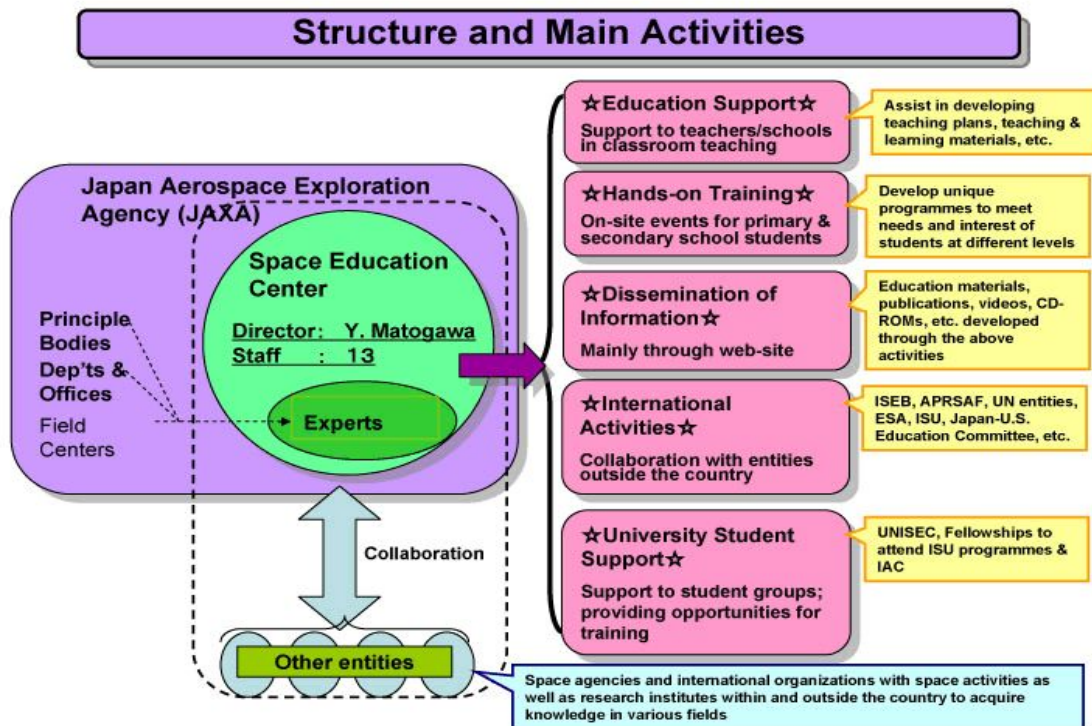 Structure and Main Activities
Japan Aerospace Exploration
Agency (JAXA)
Space Education
Center
Director: Y. Matogawa
Staff : 13
Experts
Principle
Bodies
Dep'ts &
Offices
Field
Centers
Collaboration
Other entities
☆Education Support☆
Support to teachers/schools
in classroom teaching
Assist in developing
teaching plans, teaching &
learning materials, etc.
☆Hands-on Training☆
On-site events for primary &
secondary school students
Develop unique
programmes to meet
needs and interest of
students at different levels
☆Dissemination of
Information☆
Mainly through web-site
Education materials,
publications, videos, CD-
ROMs, etc. developed
through the above
activities
☆International
Activities☆
Collaboration with entities
outside the country
ISEB, APRSAF, UN entities,
ESA, ISU, Japan-U.S.
Education Committee, etc.
☆University Student
Support☆
Support to student groups;
providing opportunities for
training
UNISEC, Fellowships to
attend ISU programmes &
IAC
Space agencies and international organizations with space activities as
well as research institutes within and outside the country to acquire
knowledge in various fields